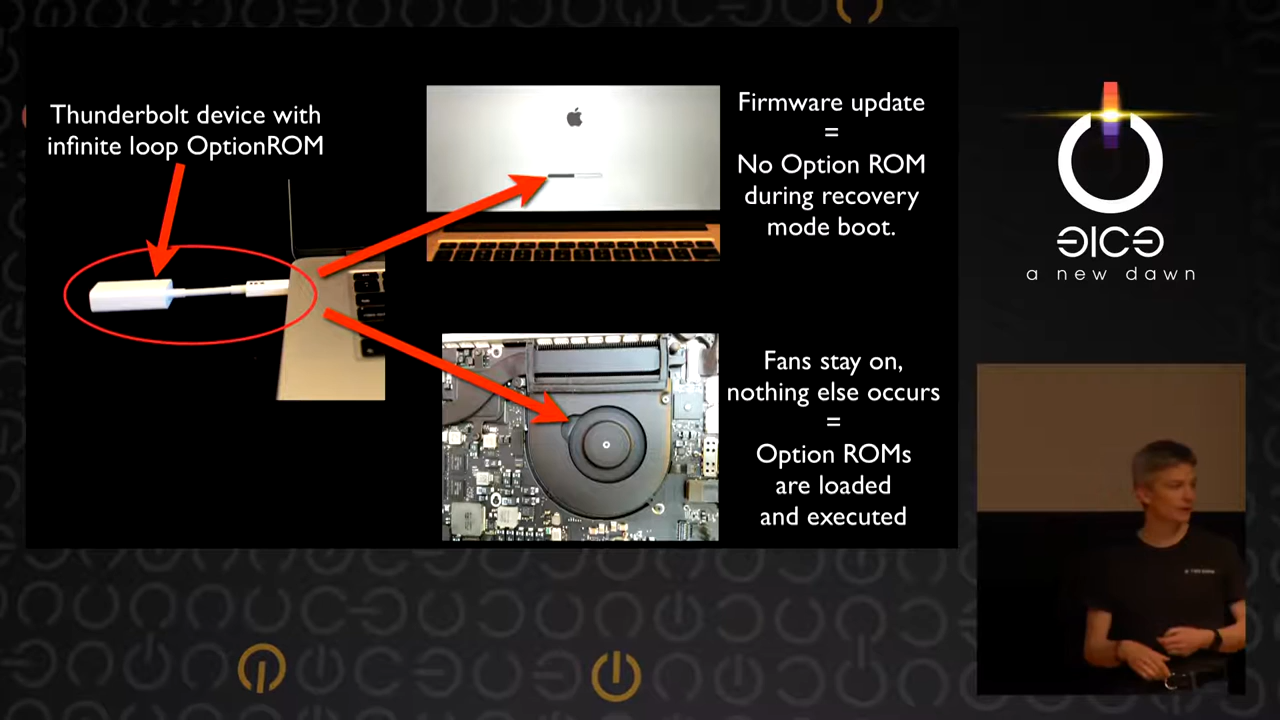 Thunderbolt device with
infinite loop OptionROM
Firmware update
=
No Option ROM
during recovery
mode boot.
Fans stay on,
nothing else occurs
=
Option ROMs
are loaded
and executed
ƎICƎ
a new dawn